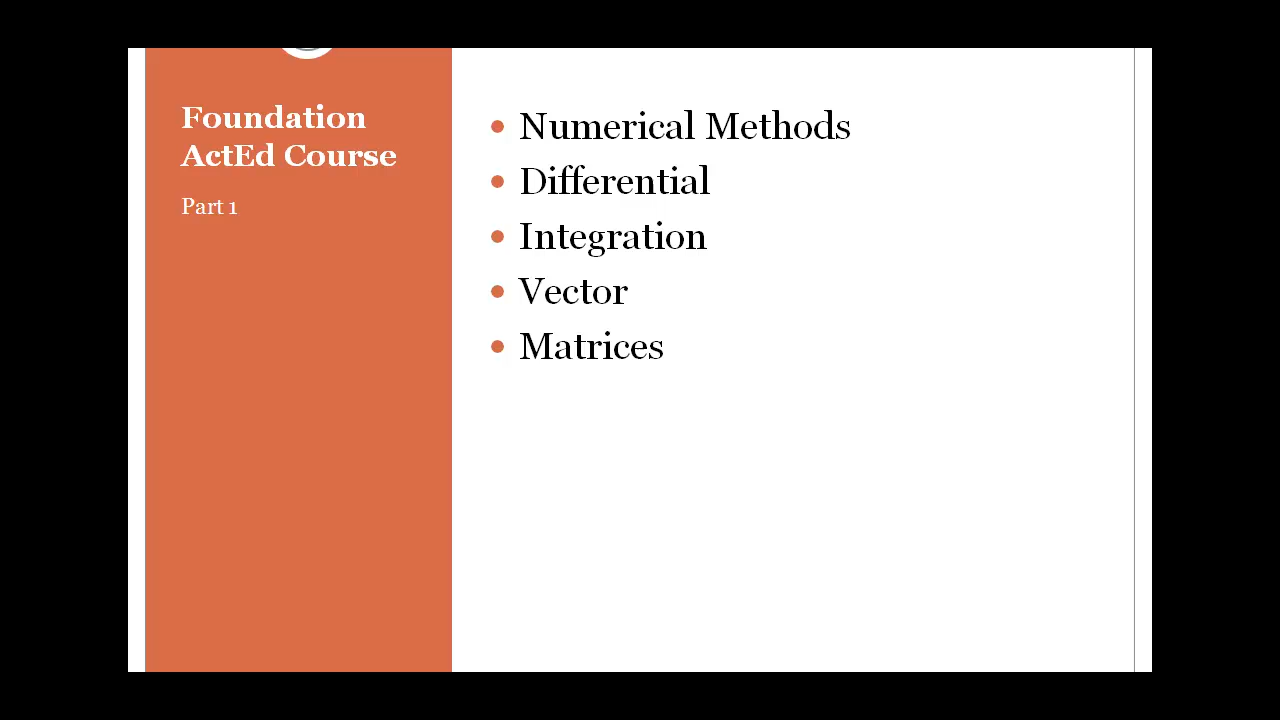 Foundation
ActEd Course
Part 1
Numerical Methods
Differential
Integration
Vector
Matrices